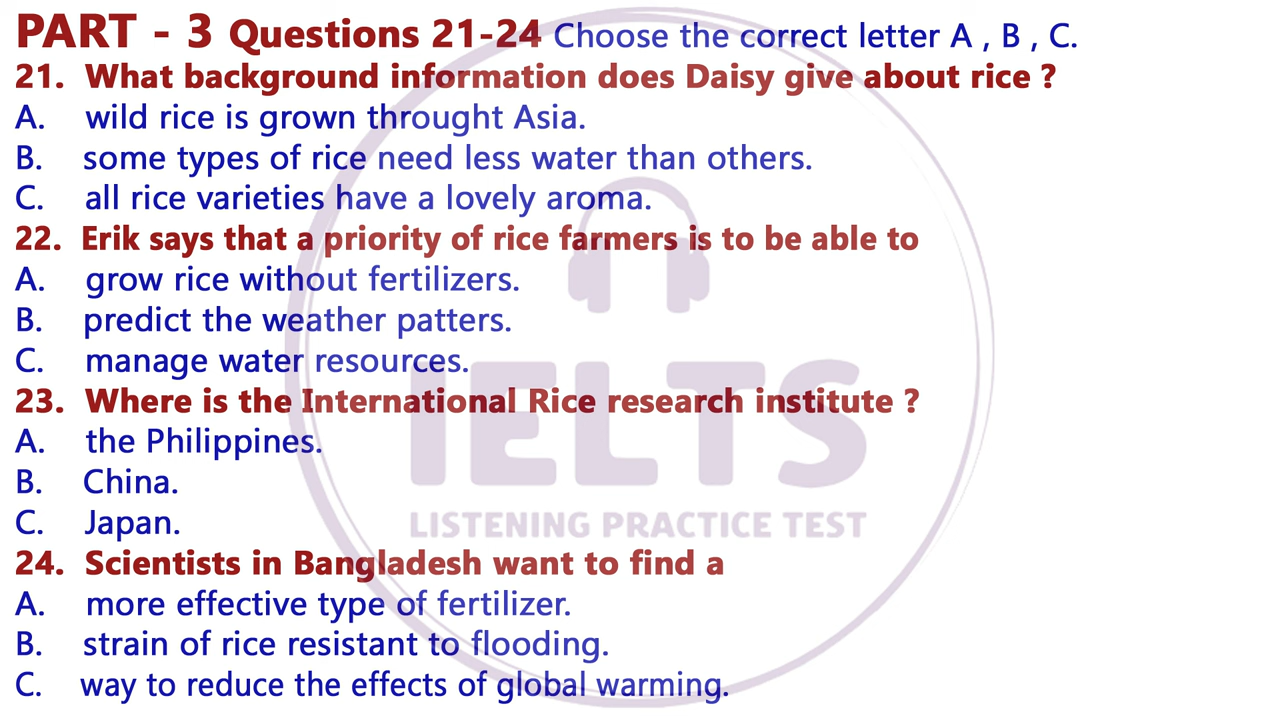 PART - 3 Questions 21-24 Choose the correct letter A , B , C.
21. What background information does Daisy give about rice ?
A. wild rice is grown throught Asia.
B. some types of rice need less water than others.
C. all rice varieties have a lovely aroma.
22. Erik says that a priority of rice farmers is to be able to
A. grow rice without fertilizers.
B. predict the weather patters.
C. manage water resources.
23. Where is the International Rice research institute ?
A. the Philippines.
B. China.
C. Japan.
24. Scientists in Bangladesh want to find a
A. more effective type of fertilizer.
B. strain of rice resistant to flooding.
C. way to reduce the effects of global warming.
IELTS
LISTENING PRACTICE TEST